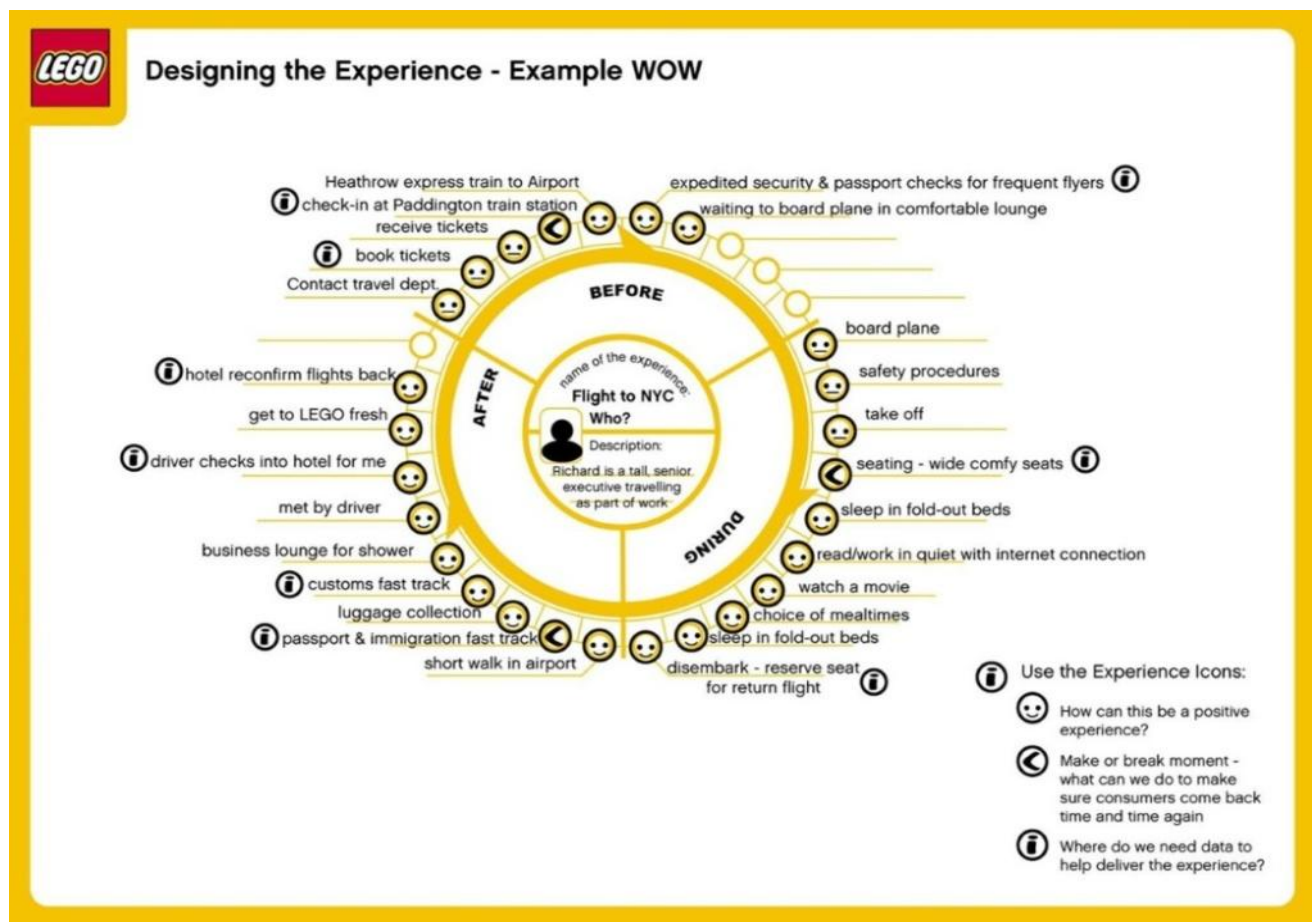 LEGO
Designing the Experience - Example WOW
Heathrow express train to Airport
check-in at Paddington train station
receive tickets
book tickets
Contact travel dept.
expedited security & passport checks for frequent flyers
waiting to board plane in comfortable lounge
BEFORE
board plane
safety procedures
take off
seating - wide comfy seats
sleep in fold-out beds
read/work in quiet with internet connection
watch a movie
choice of mealtimes
sleep in fold-out beds
disembark - reserve seat
for return flight
DURING
hotel reconfirm flights back
get to LEGO fresh
driver checks into hotel for me
met by driver
business lounge for shower
customs fast track
luggage collection
passport & immigration fast track
short walk in airport
AFTER
name of the experience:
Flight to NYC
Who?
Description:
Richard is a tall, senior
executive travelling
as part of work
Use the Experience Icons:
How can this be a positive
experience?
Make or break moment -
what can we do to make
sure consumers come back
time and time again
Where do we need data to
help deliver the experience?